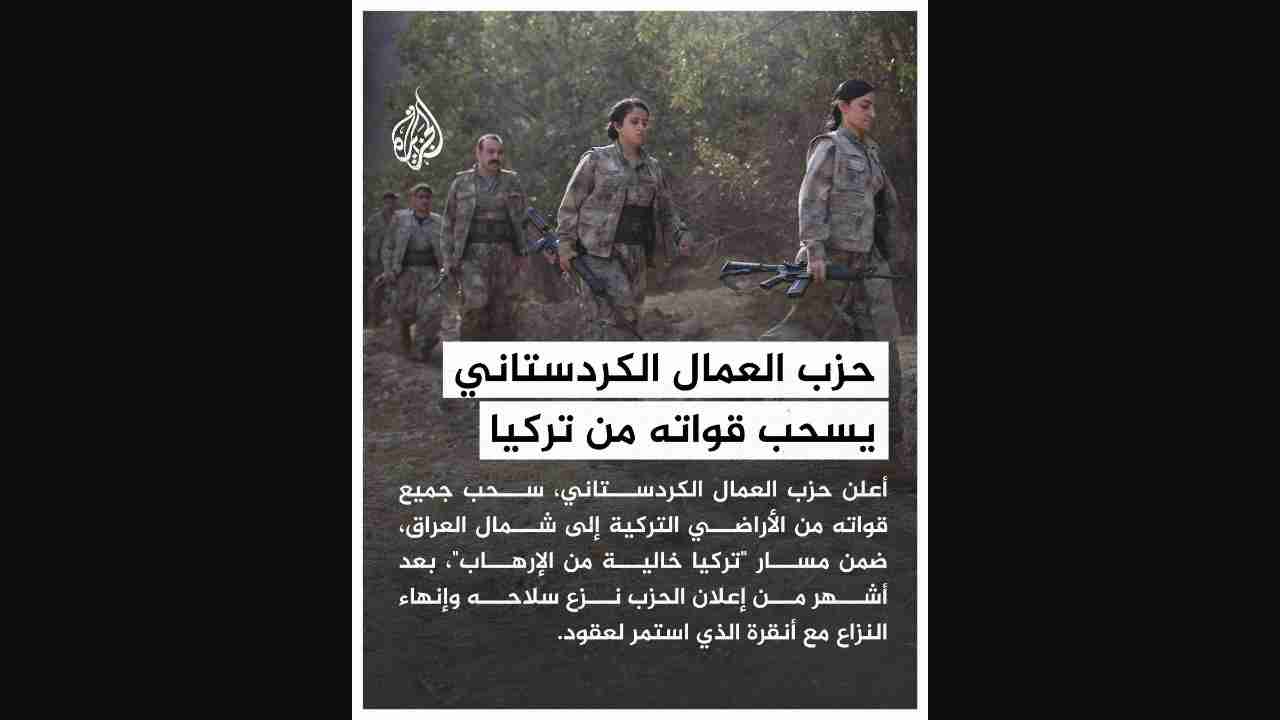 الجزيرة
حزب العمال الكردستاني
يسحب قواته من تركيا
أعلن حزب العمال الكردستاني، سحب جميع
قواته من الأراضي التركية إلى شمال العراق،
ضمن مسار "تركيا خالية من الإرهاب"، بعد
أشهر من إعلان الحزب نزع سلاحه وإنهاء
النزاع مع أنقرة الذي استمر لعقود.